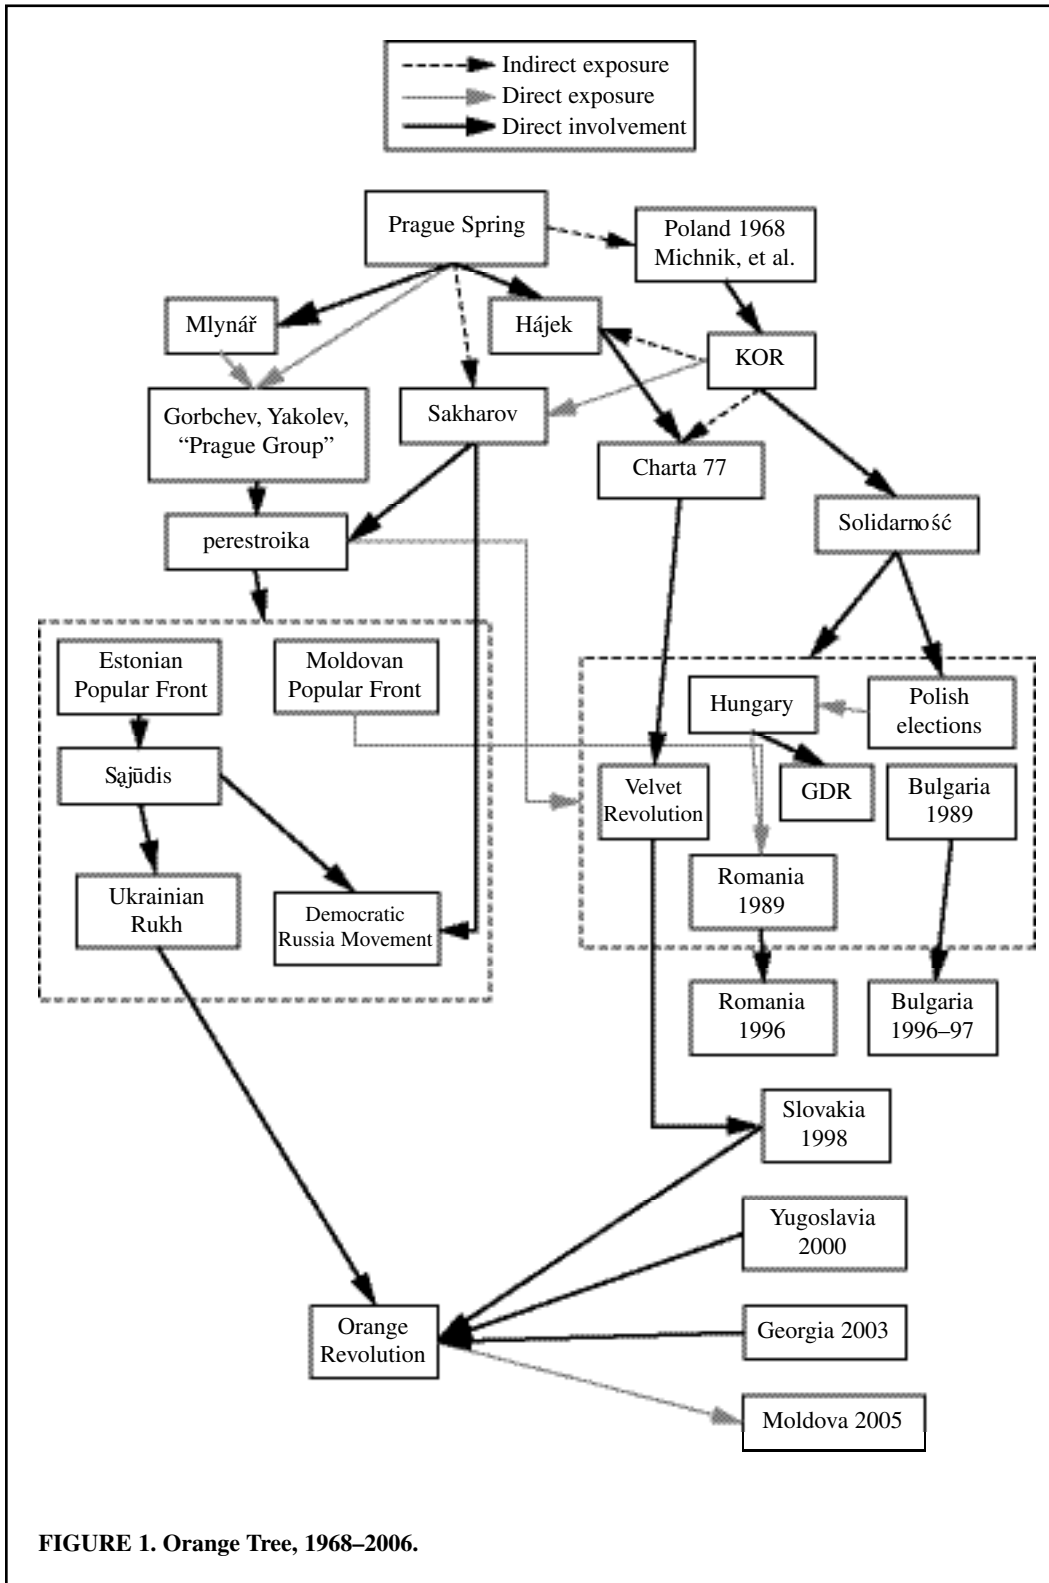 Indirect exposure
Direct exposure
Direct involvement
Prague Spring
Poland 1968
Michnik, et al.
Mlynář
Hájek
KOR
Gorbchev, Yakolev,
“Prague Group”
Sakharov
Charta 77
Solidarność
perestroika
Estonian
Popular Front
Moldovan
Popular Front
Hungary
Polish
elections
Sąjūdis
Velvet
Revolution
GDR
Bulgaria
1989
Ukrainian
Rukh
Democratic
Russia Movement
Romania
1989
Romania
1996
Bulgaria
1996–97
Slovakia
1998
Yugoslavia
2000
Orange
Revolution
Georgia 2003
Moldova 2005
FIGURE 1. Orange Tree, 1968–2006.